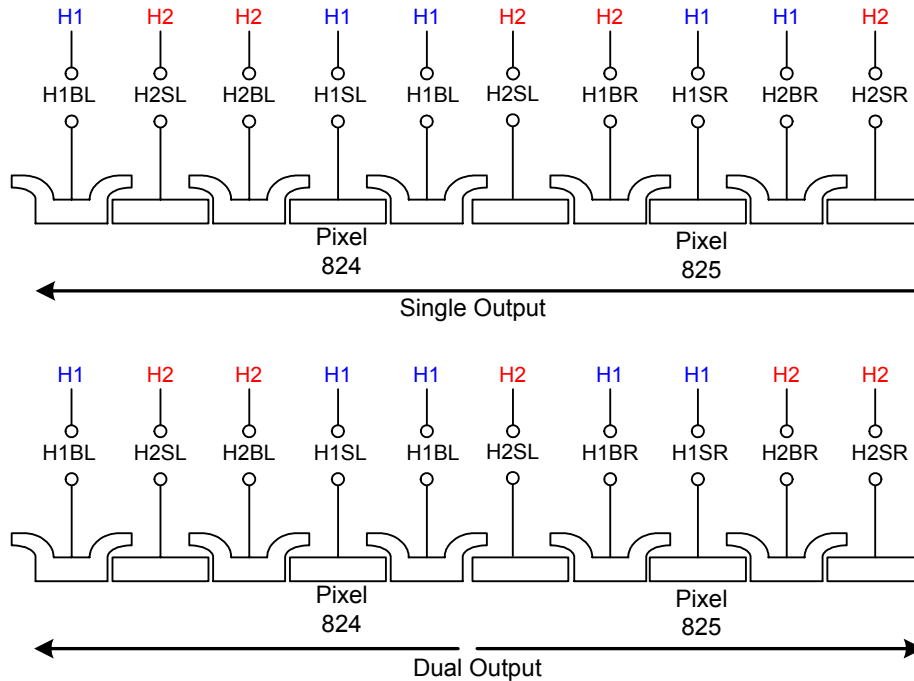 H1 H2 H2 H1 H1 H2 H2 H1 H1 H2
H1BL H2SL H2BL H1SL H1BL H2SL H1BR H1SR H2BR H2SR
Pixel Pixel
824 825
Single Output
H1 H2 H2 H1 H1 H2 H1 H1 H2 H2
H1BL H2SL H2BL H1SL H1BL H2SL H1BR H1SR H2BR H2SR
Pixel Pixel
824 825
Dual Output